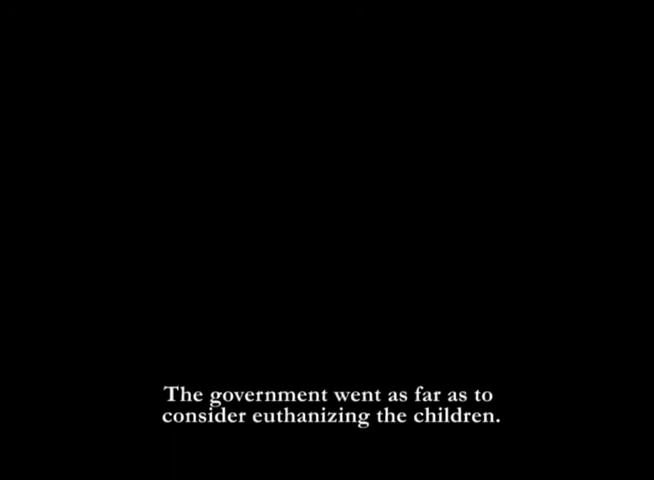 The government went as far as to
consider euthanizing the children.